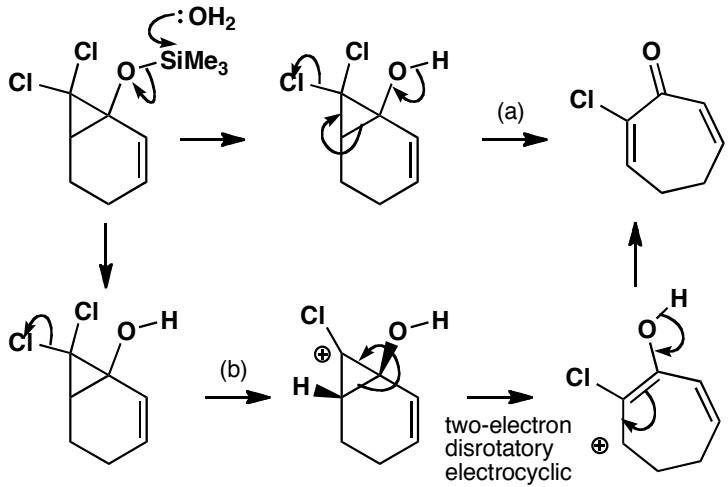 :OH₂
Cl
Cl
O
SiMe₃
Cl
Cl
O
H
(a)
O
Cl
Cl
Cl
O
H
(b)
Cl
⊕
O
H
H
two-electron
disrotatory
electrocyclic
H
O
Cl
⊕